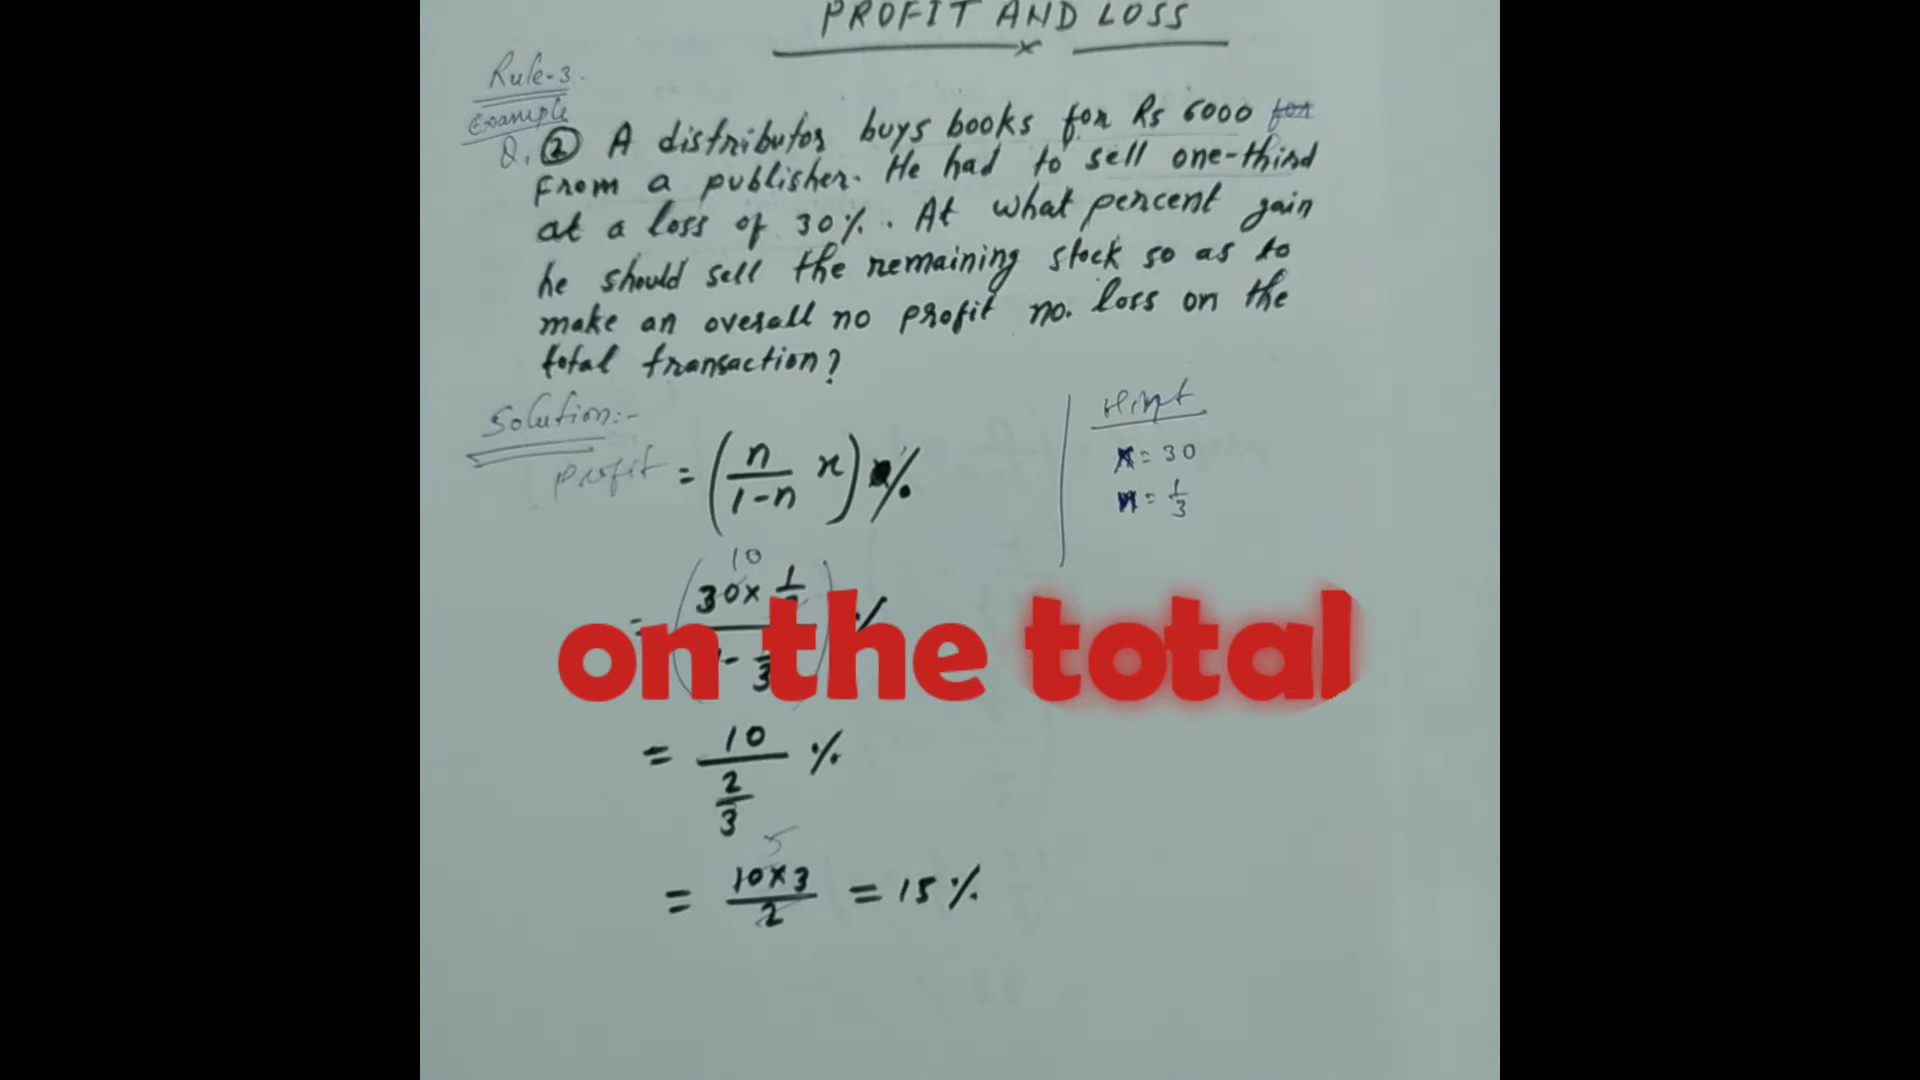 PROFIT AND LOSS
Rule-3.
Example
Q. ② A distributor buys books for Rs 6000 for
from a publisher. He had to sell one-third
at a loss of 30%. At what percent gain
he should sell the remaining stock so as to
make an overall no profit no. loss on the
total transaction?
Solution:-
profit = (n/1-n x) %
Hint
x = 30
n = 1/3
10
= (30× 1/
1- 1/3) %
on the total
= 10 / 2/3 %
5
= 10×3/2 = 15%